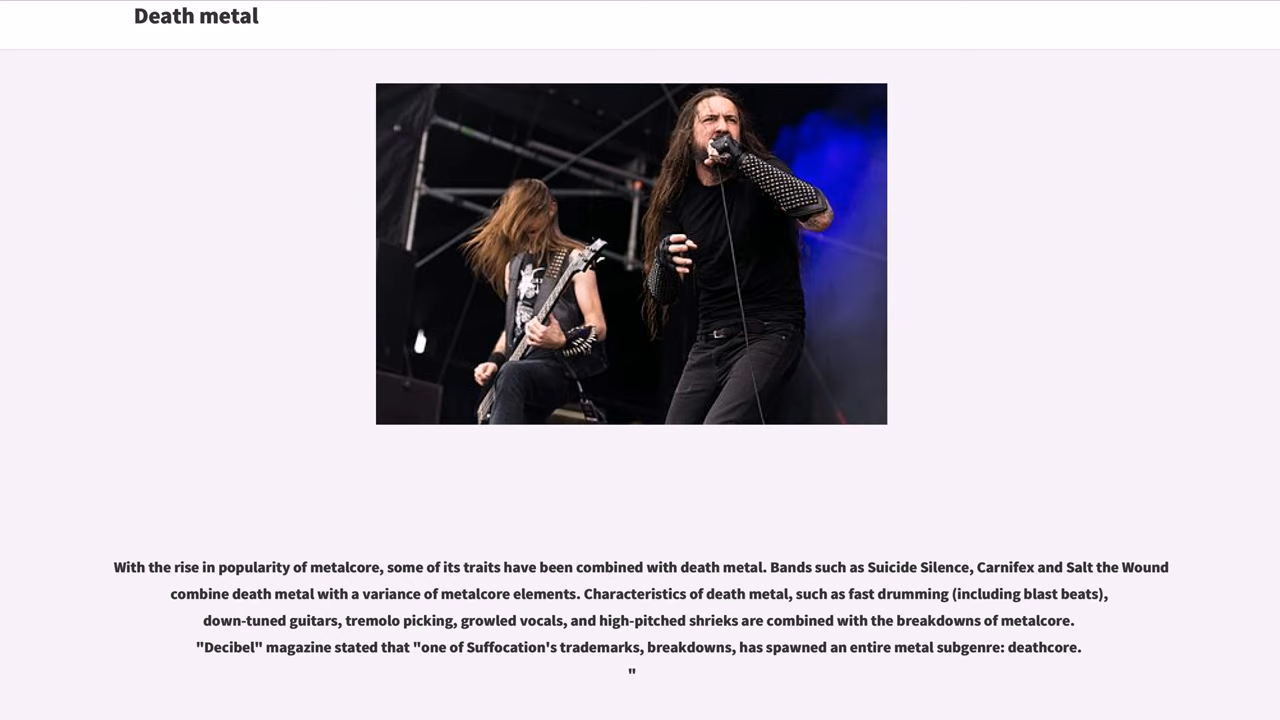 Death metal
With the rise in popularity of metalcore, some of its traits have been combined with death metal. Bands such as Suicide Silence, Carnifex and Salt the Wound
combine death metal with a variance of metalcore elements. Characteristics of death metal, such as fast drumming (including blast beats),
down-tuned guitars, tremolo picking, growled vocals, and high-pitched shrieks are combined with the breakdowns of metalcore.
"Decibel" magazine stated that "one of Suffocation's trademarks, breakdowns, has spawned an entire metal subgenre: deathcore.
"